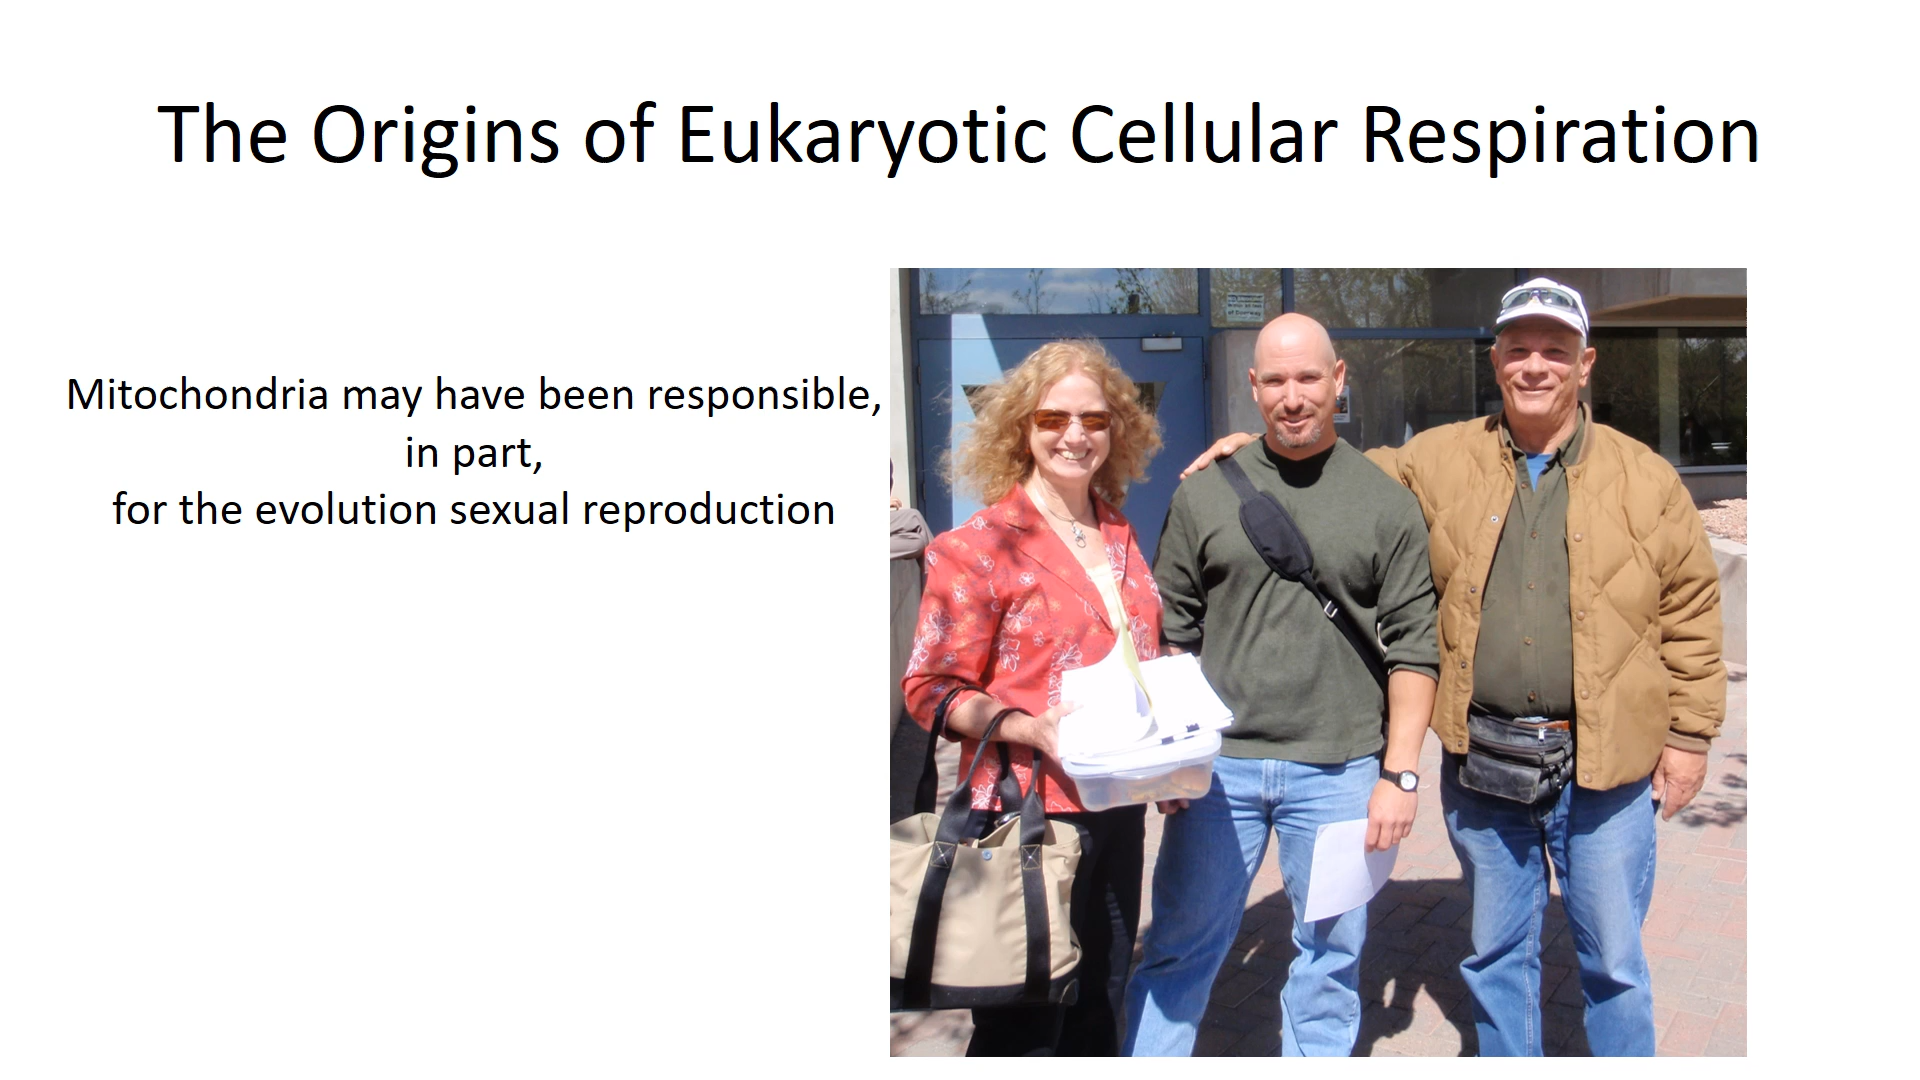 The Origins of Eukaryotic Cellular Respiration
Mitochondria may have been responsible,
in part,
for the evolution sexual reproduction